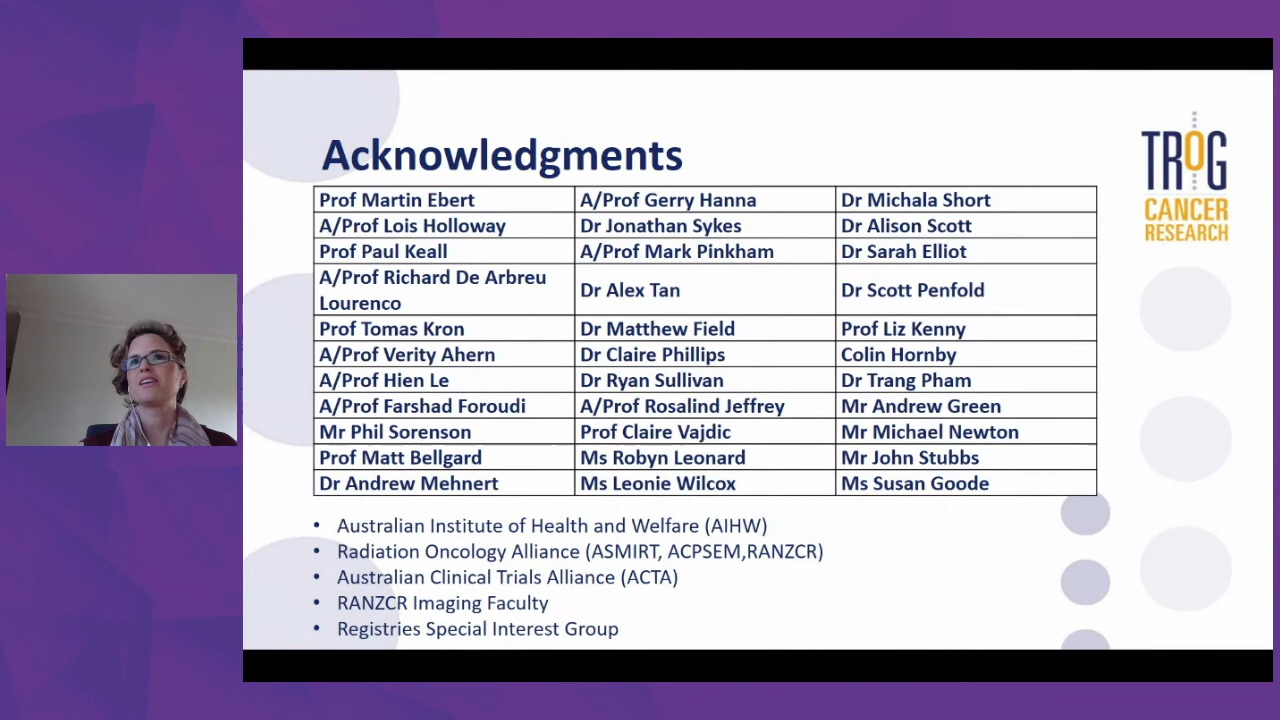 Acknowledgments
TROG
CANCER
RESEARCH
Prof Martin Ebert A/Prof Gerry Hanna Dr Michala Short
A/Prof Lois Holloway Dr Jonathan Sykes Dr Alison Scott
Prof Paul Keall A/Prof Mark Pinkham Dr Sarah Elliot
A/Prof Richard De Arbreu
Lourenco Dr Alex Tan Dr Scott Penfold
Prof Tomas Kron Dr Matthew Field Prof Liz Kenny
A/Prof Verity Ahern Dr Claire Phillips Colin Hornby
A/Prof Hien Le Dr Ryan Sullivan Dr Trang Pham
A/Prof Farshad Foroudi A/Prof Rosalind Jeffrey Mr Andrew Green
Mr Phil Sorenson Prof Claire Vajdic Mr Michael Newton
Prof Matt Bellgard Ms Robyn Leonard Mr John Stubbs
Dr Andrew Mehnert Ms Leonie Wilcox Ms Susan Goode
• Australian Institute of Health and Welfare (AIHW)
• Radiation Oncology Alliance (ASMIRT, ACPSEM,RANZCR)
• Australian Clinical Trials Alliance (ACTA)
• RANZCR Imaging Faculty
• Registries Special Interest Group